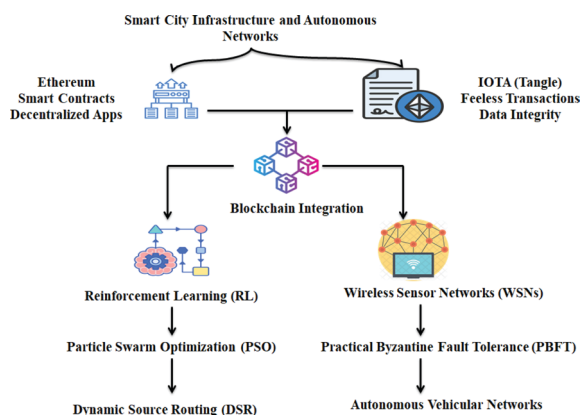 Smart City Infrastructure and Autonomous
Networks
Ethereum
Smart Contracts
Decentralized Apps
IOTA (Tangle)
Feeless Transactions
Data Integrity
Blockchain Integration
Reinforcement Learning (RL)
Wireless Sensor Networks (WSNs)
Particle Swarm Optimization (PSO)
Practical Byzantine Fault Tolerance (PBFT)
Dynamic Source Routing (DSR)
Autonomous Vehicular Networks